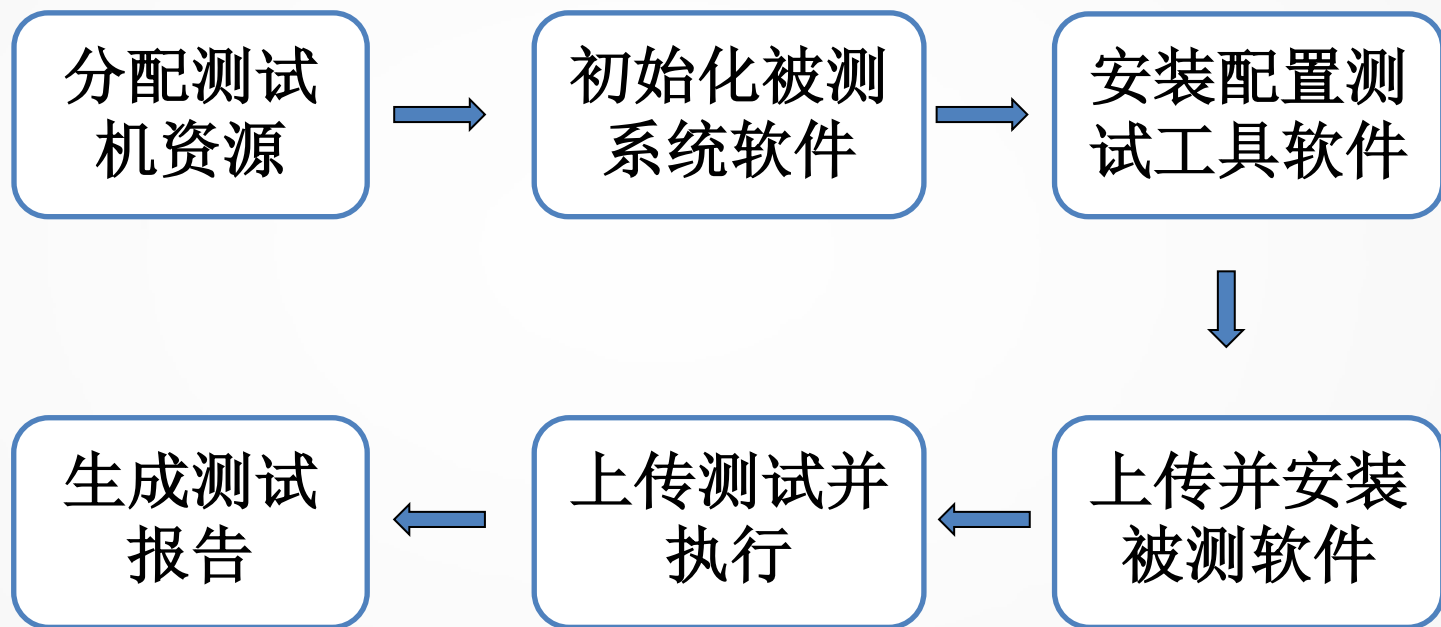 分配测试
机资源
初始化被测
系统软件
安装配置测
试工具软件
上传并安装
被测软件
上传测试并
执行
生成测试
报告